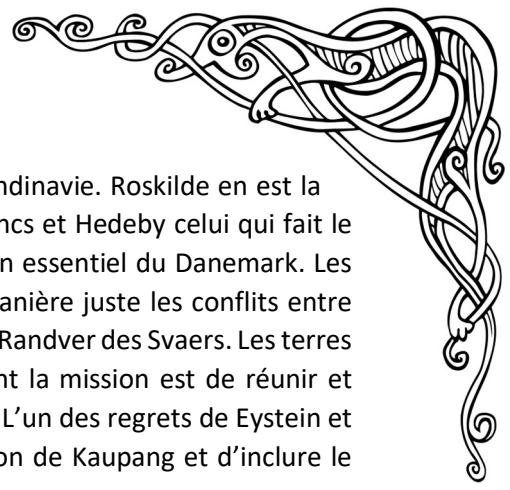 ndinavie. Roskilde en est la
ncs et Hedeby celui qui fait le
n essentiel du Danemark. Les
anière juste les conflits entre
Randver des Svaers. Les terres
nt la mission est de réunir et
L’un des regrets de Eystein et
on de Kaupang et d’inclure le